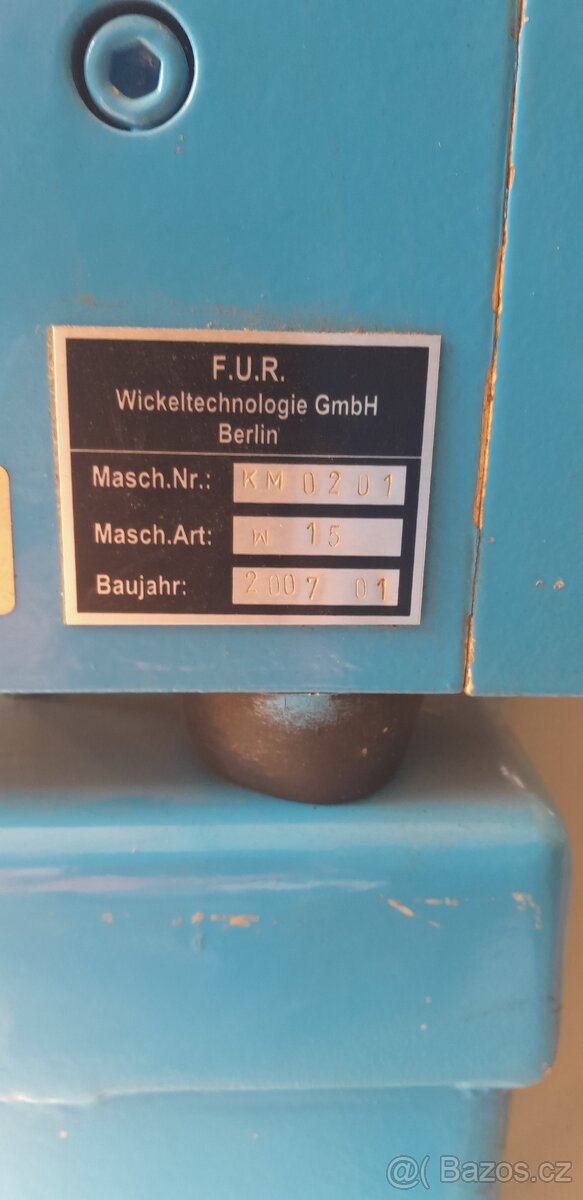 F.U.R.
Wickeltechnologie GmbH
Berlin
Masch.Nr.: KM 0201
Masch.Art: W 15
Baujahr: 2007 01
@( Bazos.cz